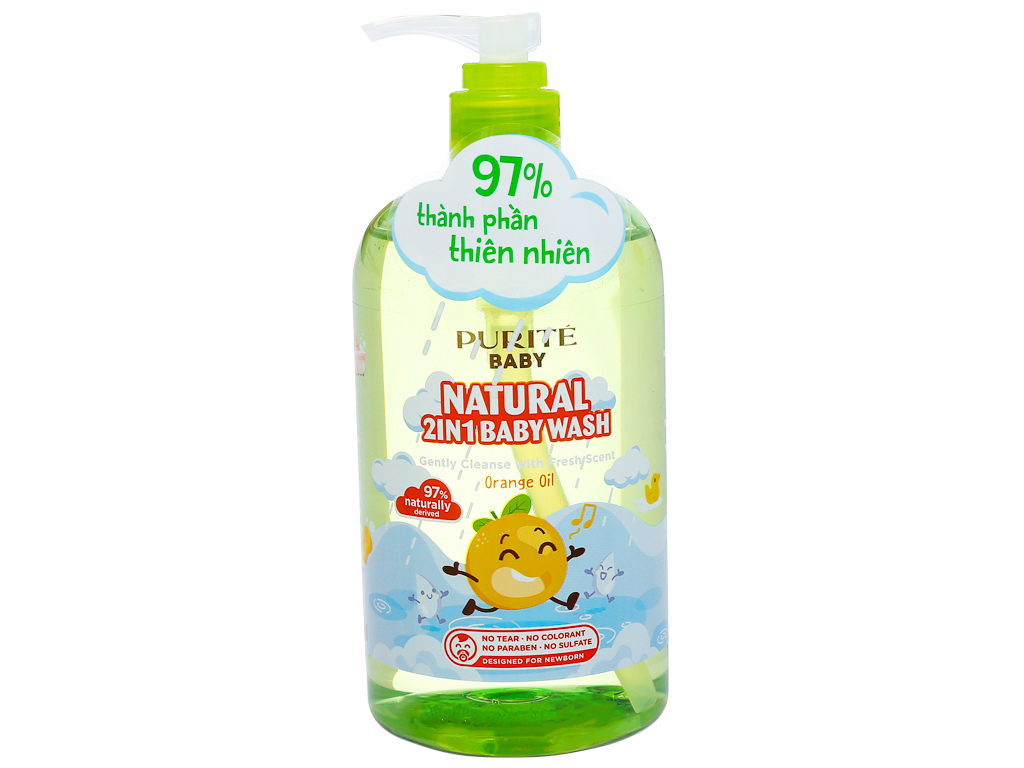 97%
thành phần
thiên nhiên
PURITÉ
BABY
NATURAL
2IN1 BABY WASH
Gently Cleanse with Fresh Scent
Orange Oil
97%
naturally
derived
NO TEAR · NO COLORANT
NO PARABEN · NO SULFATE
DESIGNED FOR NEWBORN